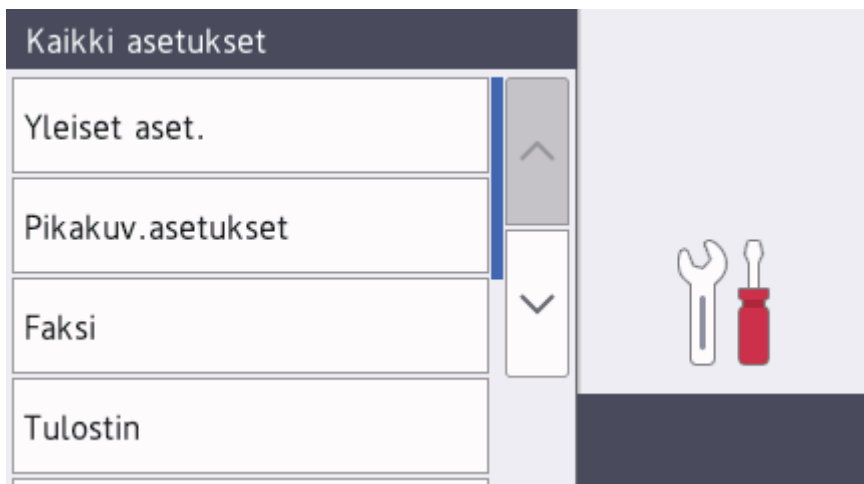 Kaikki asetukset
Yleiset aset.
Pikakuv.asetukset
Faksi
Tulostin